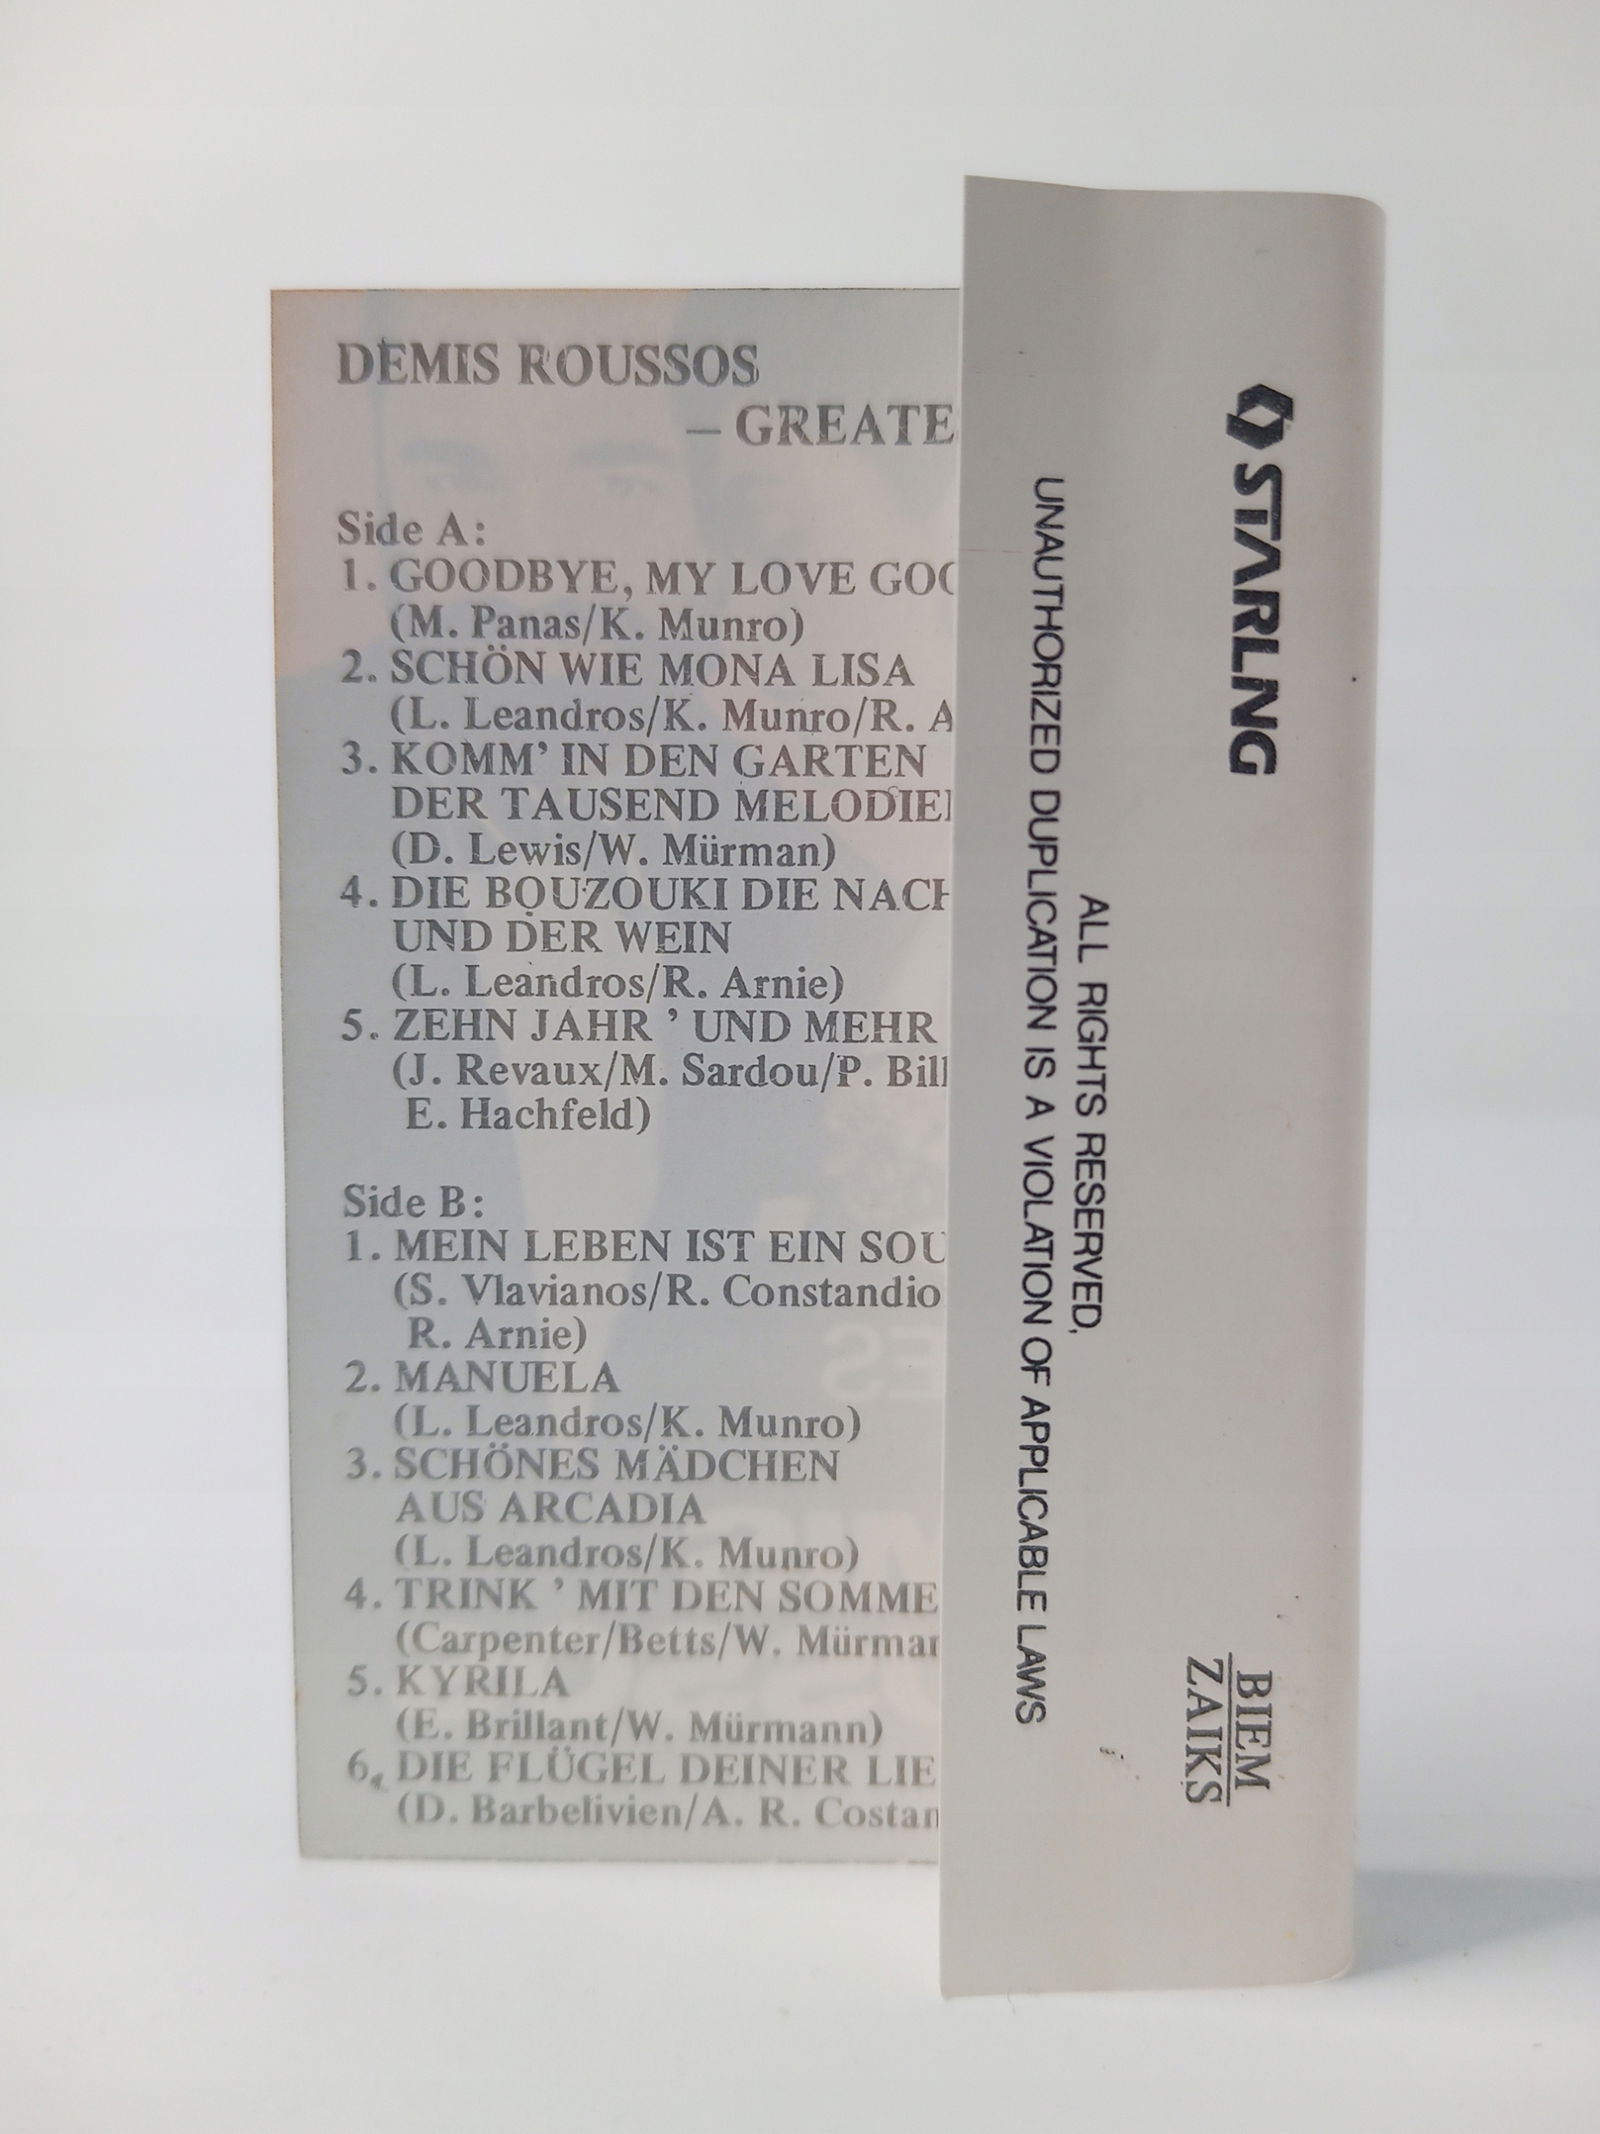 DEMIS ROUSSOS
– GREATE
Side A:
1. GOODBYE, MY LOVE GOO
(M. Panas/K. Munro)
2. SCHÖN WIE MONA LISA
(L. Leandros/K. Munro/R. A
3. KOMM' IN DEN GARTEN
DER TAUSEND MELODIE
(D. Lewis/W. Mürman)
4. DIE BOUZOUKI DIE NACH
UND DER WEIN
(L. Leandros/R. Arnie)
5. ZEHN JAHR ' UND MEHR
(J. Revaux/M. Sardou/P. Bill
E. Hachfeld)
Side B:
1. MEIN LEBEN IST EIN SOU
(S. Vlavianos/R. Constandio
R. Arnie)
2. MANUELA
(L. Leandros/K. Munro)
3. SCHÖNES MÄDCHEN
AUS ARCADIA
(L. Leandros/K. Munro)
4. TRINK ' MIT DEN SOMME
(Carpenter/Betts/W. Mürman
5. KYRILA
(E. Brillant/W. Mürmann)
6. DIE FLÜGEL DEINER LIE
(D. Barbelivien/A. R. Costan
STARLNG
ALL RIGHTS RESERVED,
UNAUTHORIZED DUPLICATION IS A VIOLATION OF APPLICABLE LAWS
BIEM
ZAIKS